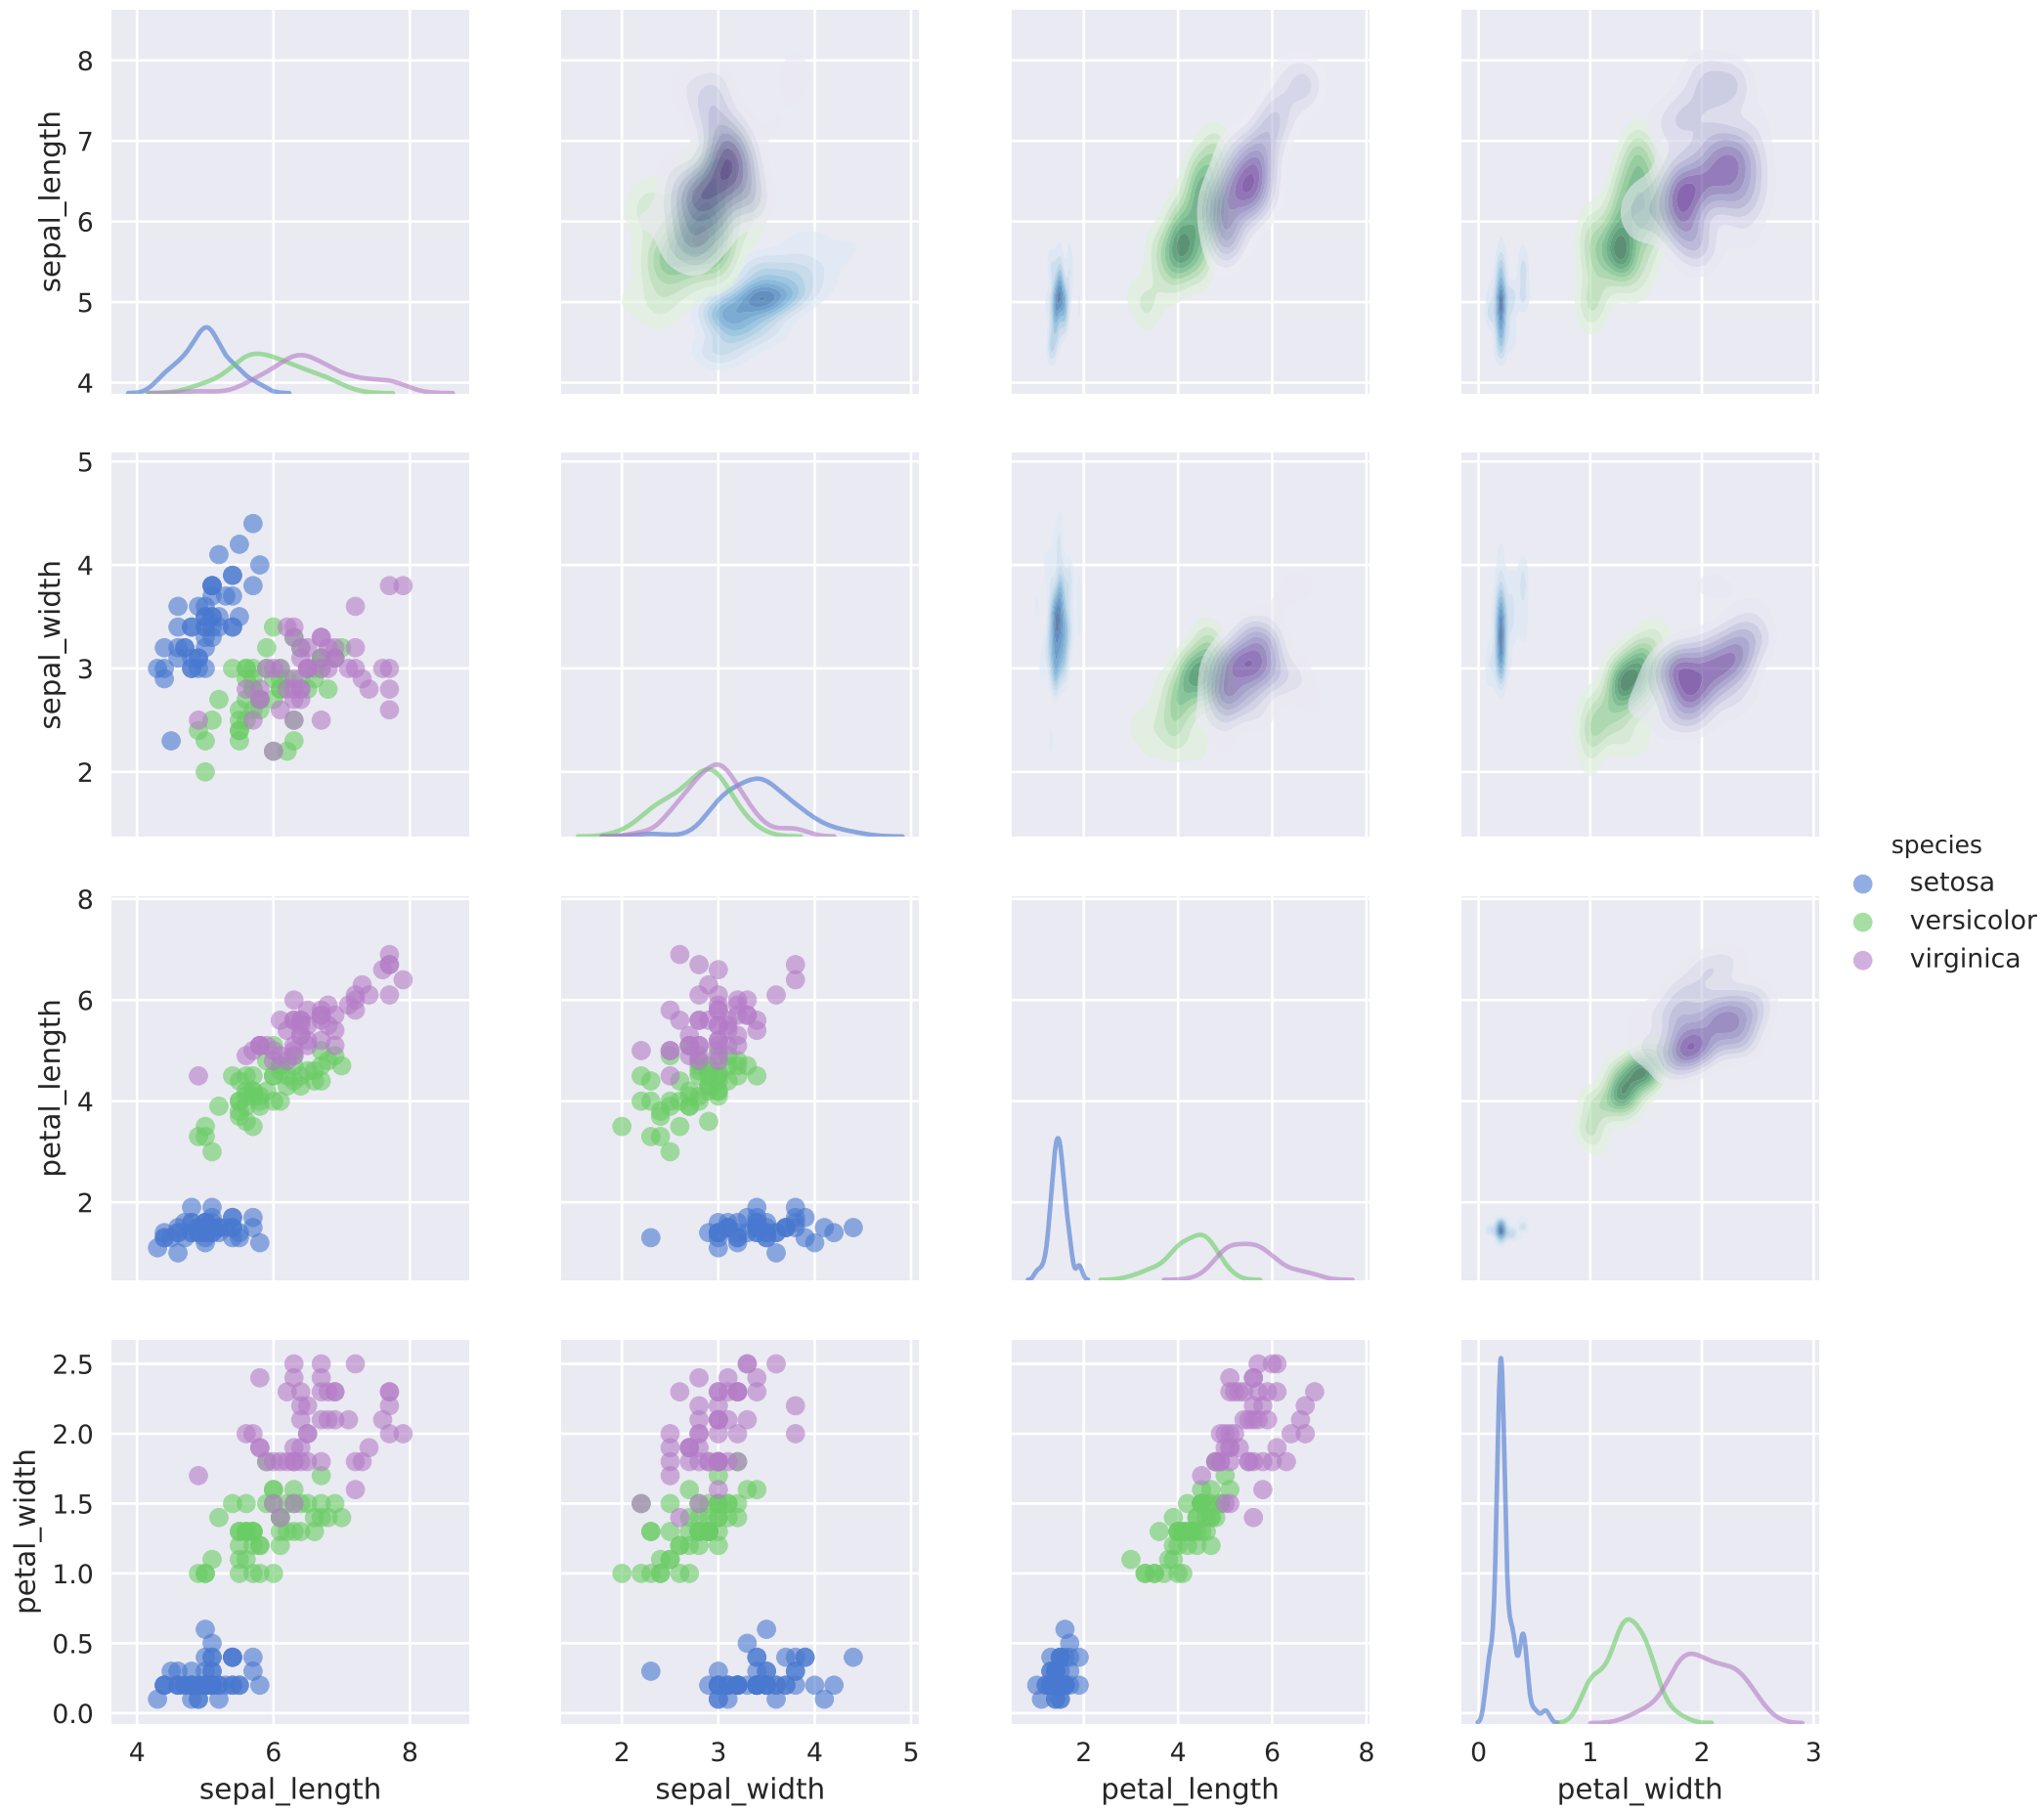 8
7
6
5
4
sepal_length
5
4
3
2
sepal_width
species
setosa
versicolor
virginica
8
6
4
2
petal_length
2.5
2.0
1.5
1.0
0.5
0.0
petal_width
4 6 8
2 3 4 5
2 4 6 8
0 1 2 3
sepal_length
sepal_width
petal_length
petal_width